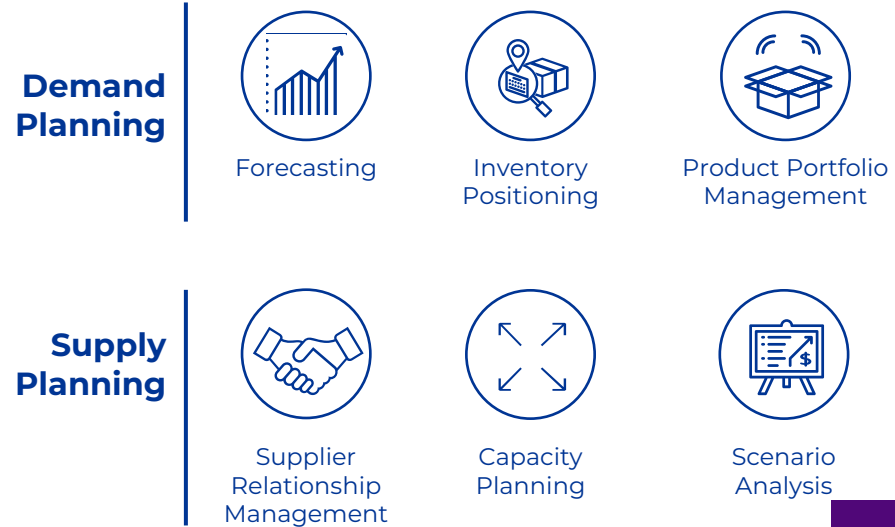 Demand
Planning
Forecasting
Inventory
Positioning
Product Portfolio
Management
Supply
Planning
$
Supplier
Relationship
Management
Capacity
Planning
Scenario
Analysis